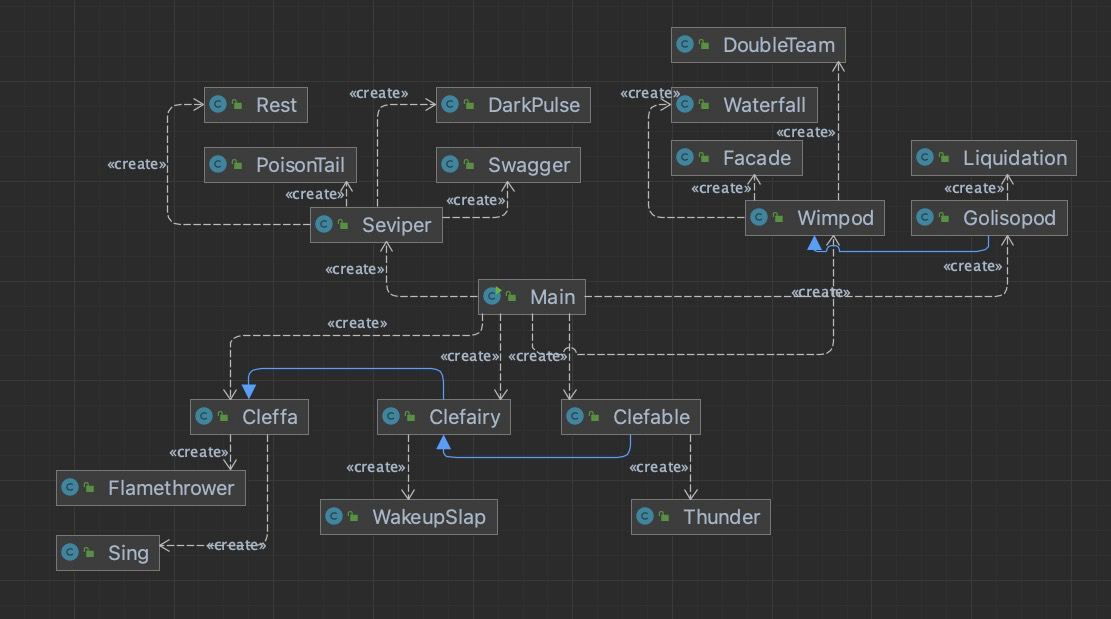 DoubleTeam
«create»
Rest
«create»
DarkPulse
«create»
Waterfall
«create»
«create»
PoisonTail
Swagger
Facade
Liquidation
«create»
«create»
«create»
«create»
Seviper
Wimpod
Golisopod
«create»
«create»
Main
«create»
«create»
«create»
«create»
Cleffa
Clefairy
Clefable
«create»
«create»
«create»
Flamethrower
WakeupSlap
Thunder
Sing
«create»